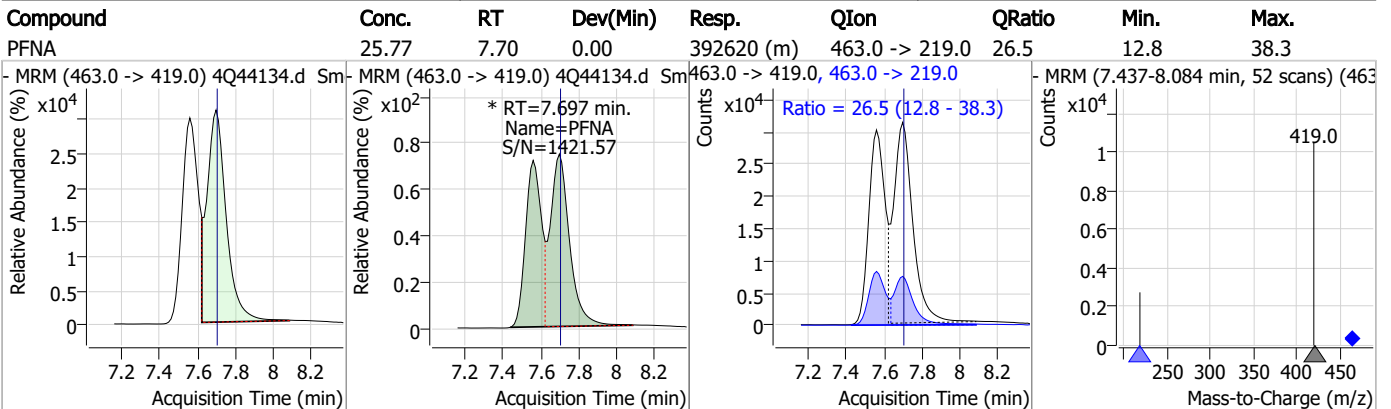 Compound Conc. RT Dev(Min) Resp. QIon QRatio Min. Max.
PFNA 25.77 7.70 0.00 392620 (m) 463.0 -> 219.0 26.5 12.8 38.3
- MRM (463.0 -> 419.0) 4Q44134.d Sm
x10^4
Relative Abundance (%)
2.5
2
1.5
1
0.5
0
7.2 7.4 7.6 7.8 8 8.2
Acquisition Time (min)
- MRM (463.0 -> 419.0) 4Q44134.d Sm
x10^2
Relative Abundance (%)
* RT=7.697 min.
Name=PFNA
S/N=1421.57
0.8
0.6
0.4
0.2
0
7.2 7.4 7.6 7.8 8 8.2
Acquisition Time (min)
463.0 -> 419.0, 463.0 -> 219.0
x10^4
Counts
Ratio = 26.5 (12.8 - 38.3)
2.5
2
1.5
1
0.5
0
7.2 7.4 7.6 7.8 8 8.2
Acquisition Time (min)
- MRM (7.437-8.084 min, 52 scans) (463
x10^4
Counts
419.0
1
0.8
0.6
0.4
0.2
0
250 300 350 400 450
Mass-to-Charge (m/z)